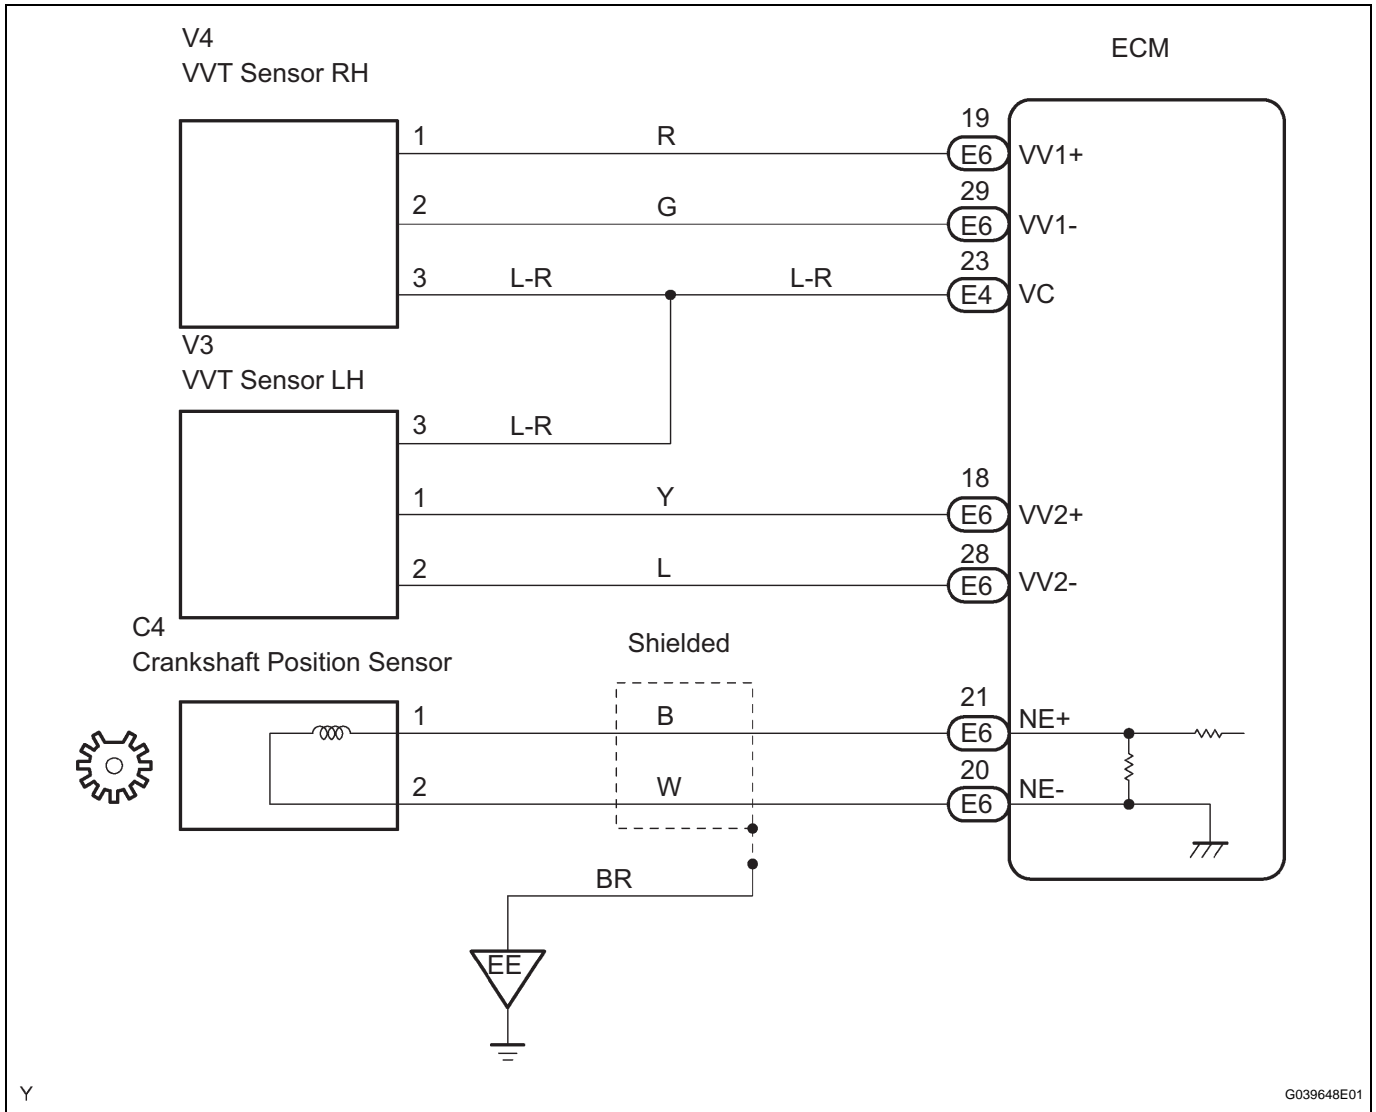 V4
VVT Sensor RH
ECM
1
R
19
E6
VV1+
2
G
29
E6
VV1-
3
L-R
L-R
23
E4
VC
V3
VVT Sensor LH
3
L-R
1
Y
18
E6
VV2+
2
L
28
E6
VV2-
C4
Crankshaft Position Sensor
Shielded
1
B
21
E6
NE+
2
W
20
E6
NE-
BR
EE
Y
G039648E01